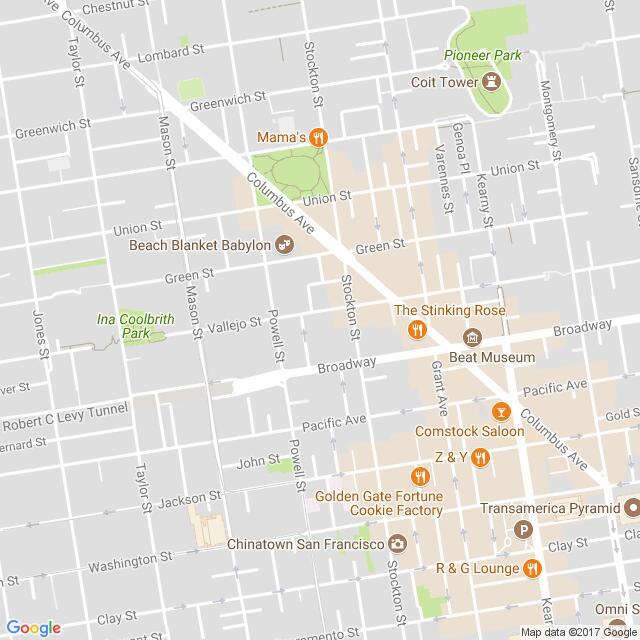 Chestnut St
Columbus Ave
Ave
Lombard St
Stockton St
Taylor St
Pioneer Park
Coit Tower
Montgomery St
Greenwich St
Greenwich St
Mason St
Mama's
Genoa Pl
Varennes St
Kearny St
Union St
Sansome
Union St
Columbus Ave
Union St
Beach Blanket Babylon
Green St
Green St
Stockton St
Mason St
Jones St
Ina Coolbrith
Park
Vallejo St
The Stinking Rose
Powell St
Broadway
Beat Museum
Broadway
Grant Ave
Pacific Ave
Robert C Levy Tunnel
Pacific Ave
Comstock Saloon
Columbus Ave
Gold S
Powell St
John St
Z & Y
Taylor St
Jackson St
Golden Gate Fortune
Cookie Factory
Transamerica Pyramid
P
Washington St
Chinatown San Francisco
Clay St
Stockton St
R & G Lounge
Clay St
Omni S
Google
Map data ©2017 Google